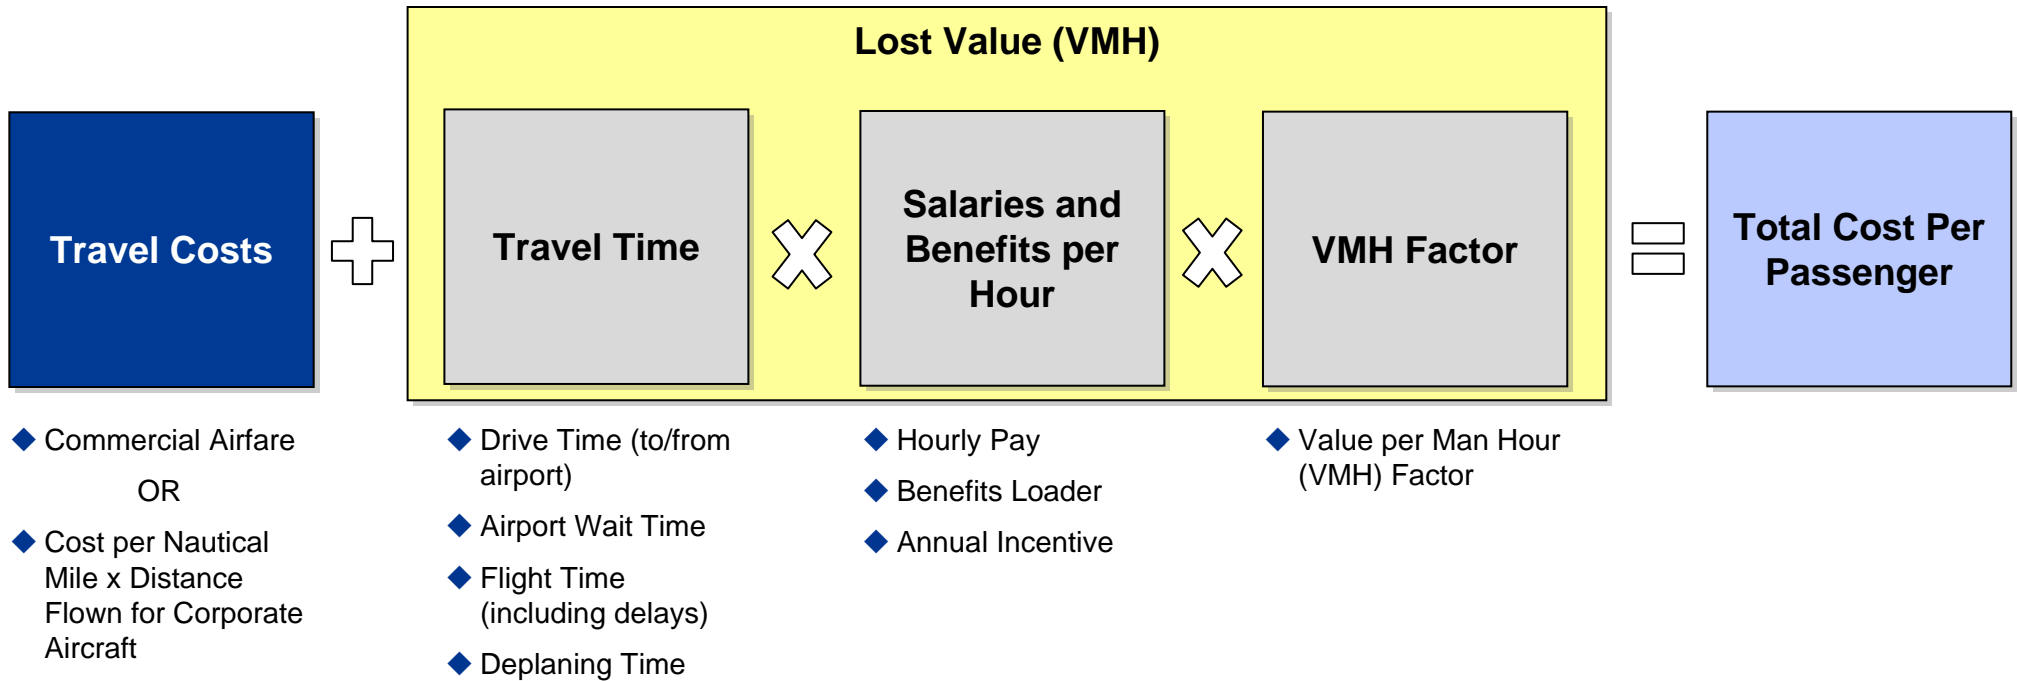 Lost Value (VMH)
Travel Costs
Travel Time
Salaries and
Benefits per
Hour
VMH Factor
Total Cost Per
Passenger
Commercial Airfare
OR
Cost per Nautical
Mile x Distance
Flown for Corporate
Aircraft
Drive Time (to/from
airport)
Airport Wait Time
Flight Time
(including delays)
Deplaning Time
Hourly Pay
Benefits Loader
Annual Incentive
Value per Man Hour
(VMH) Factor